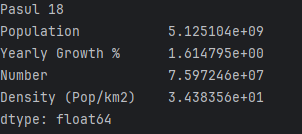 Pasul 18
Population           5.125104e+09
Yearly Growth %      1.614795e+00
Number               7.597246e+07
Density (Pop/km2)    3.438356e+01
dtype: float64